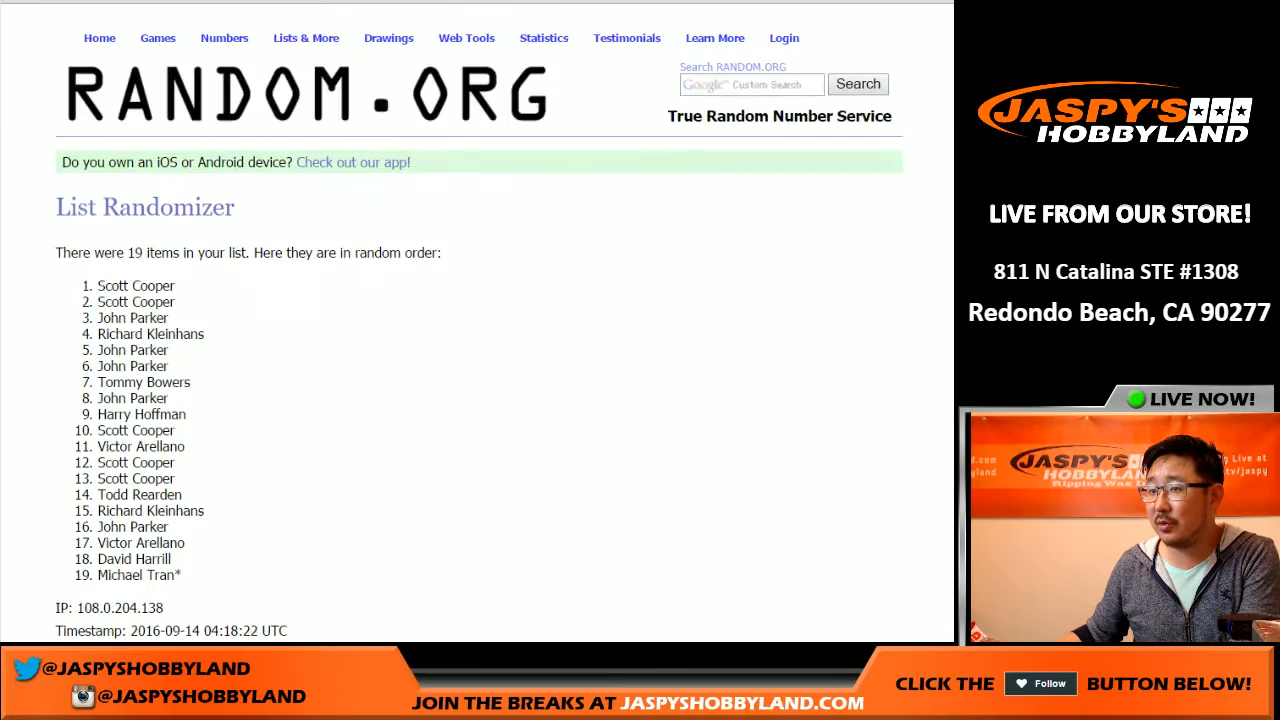 Home Games Numbers Lists & More Drawings Web Tools Statistics Testimonials Learn More Login
RANDOM.ORG
Search RANDOM.ORG
Google™ Custom Search Search
True Random Number Service
Do you own an iOS or Android device? Check out our app!
List Randomizer
There were 19 items in your list. Here they are in random order:
1. Scott Cooper
2. Scott Cooper
3. John Parker
4. Richard Kleinhans
5. John Parker
6. John Parker
7. Tommy Bowers
8. John Parker
9. Harry Hoffman
10. Scott Cooper
11. Victor Arellano
12. Scott Cooper
13. Scott Cooper
14. Todd Rearden
15. Richard Kleinhans
16. John Parker
17. Victor Arellano
18. David Harrill
19. Michael Tran*
IP: 108.0.204.138
Timestamp: 2016-09-14 04:18:22 UTC
JASPY'S
HOBBYLAND
LIVE FROM OUR STORE!
811 N Catalina STE #1308
Redondo Beach, CA 90277
LIVE NOW!
JASPY'S
HOBBYLAND
Live at
tv/jaspy
@JASPYSHOBBYLAND
@JASPYSHOBBYLAND
JOIN THE BREAKS AT JASPYSHOBBYLAND.COM
CLICK THE Follow BUTTON BELOW!